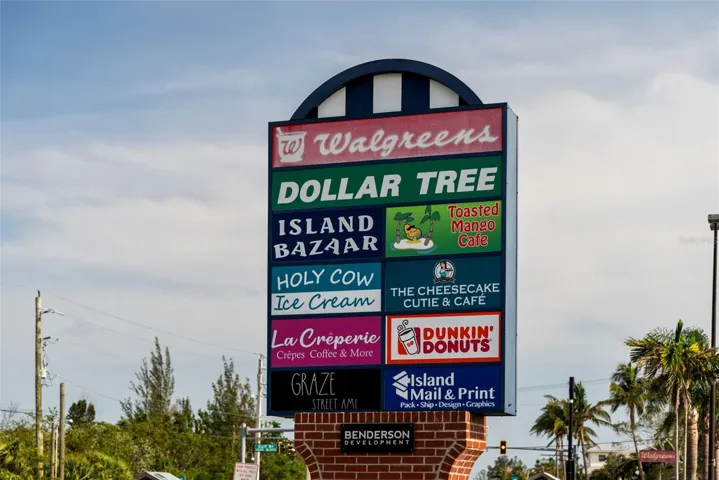 Walgreens
DOLLAR TREE
ISLAND
BAZAAR
Toasted
Mango
Cafe
HOLY COW
Ice Cream
THE CHEESECAKE
CUTIE & CAFÉ
La Crêperie
Crêpes Coffee & More
DUNKIN'
DONUTS
GRAZE
STREET AMI
Island
Mail & Print
Pack • Ship • Design • Graphics
BENDERSON
DEVELOPMENT
Walgreens